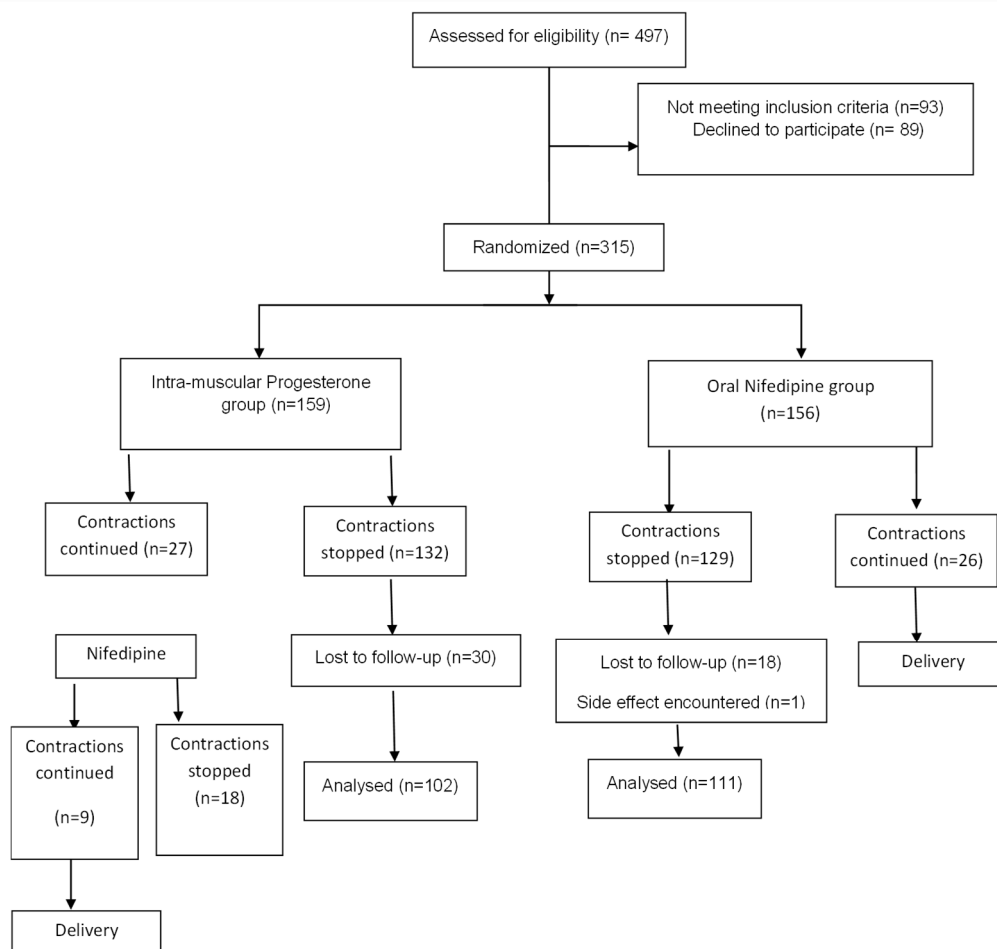 Assessed for eligibility (n= 497)
Not meeting inclusion criteria (n=93)
Declined to participate (n= 89)
Randomized (n=315)
Intra-muscular Progesterone
group (n=159)
Oral Nifedipine group
(n=156)
Contractions
continued (n=27)
Contractions
stopped (n=132)
Contractions
stopped (n=129)
Contractions
continued (n=26)
Nifedipine
Lost to follow-up (n=30)
Lost to follow-up (n=18)
Side effect encountered (n=1)
Delivery
Contractions
continued
(n=9)
Contractions
stopped
(n=18)
Analysed (n=102)
Analysed (n=111)
Delivery